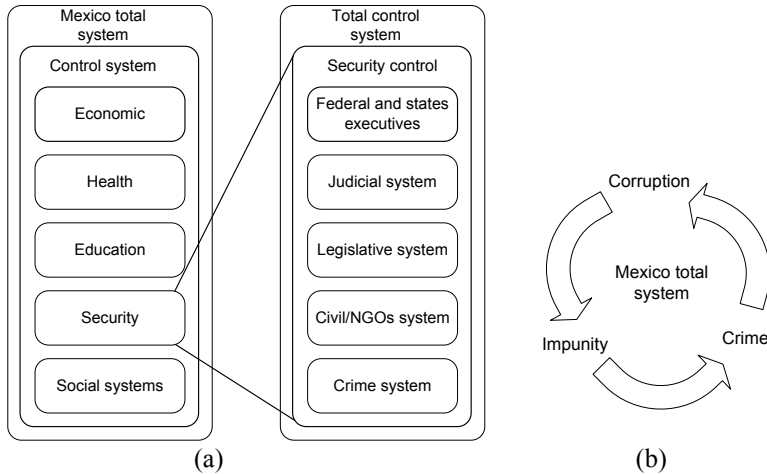 Mexico total
system
Control system
Economic
Health
Education
Security
Social systems
Total control
system
Security control
Federal and states
executives
Judicial system
Legislative system
Civil/NGOs system
Crime system
(a)
Corruption
Mexico total
system
Impunity
Crime
(b)